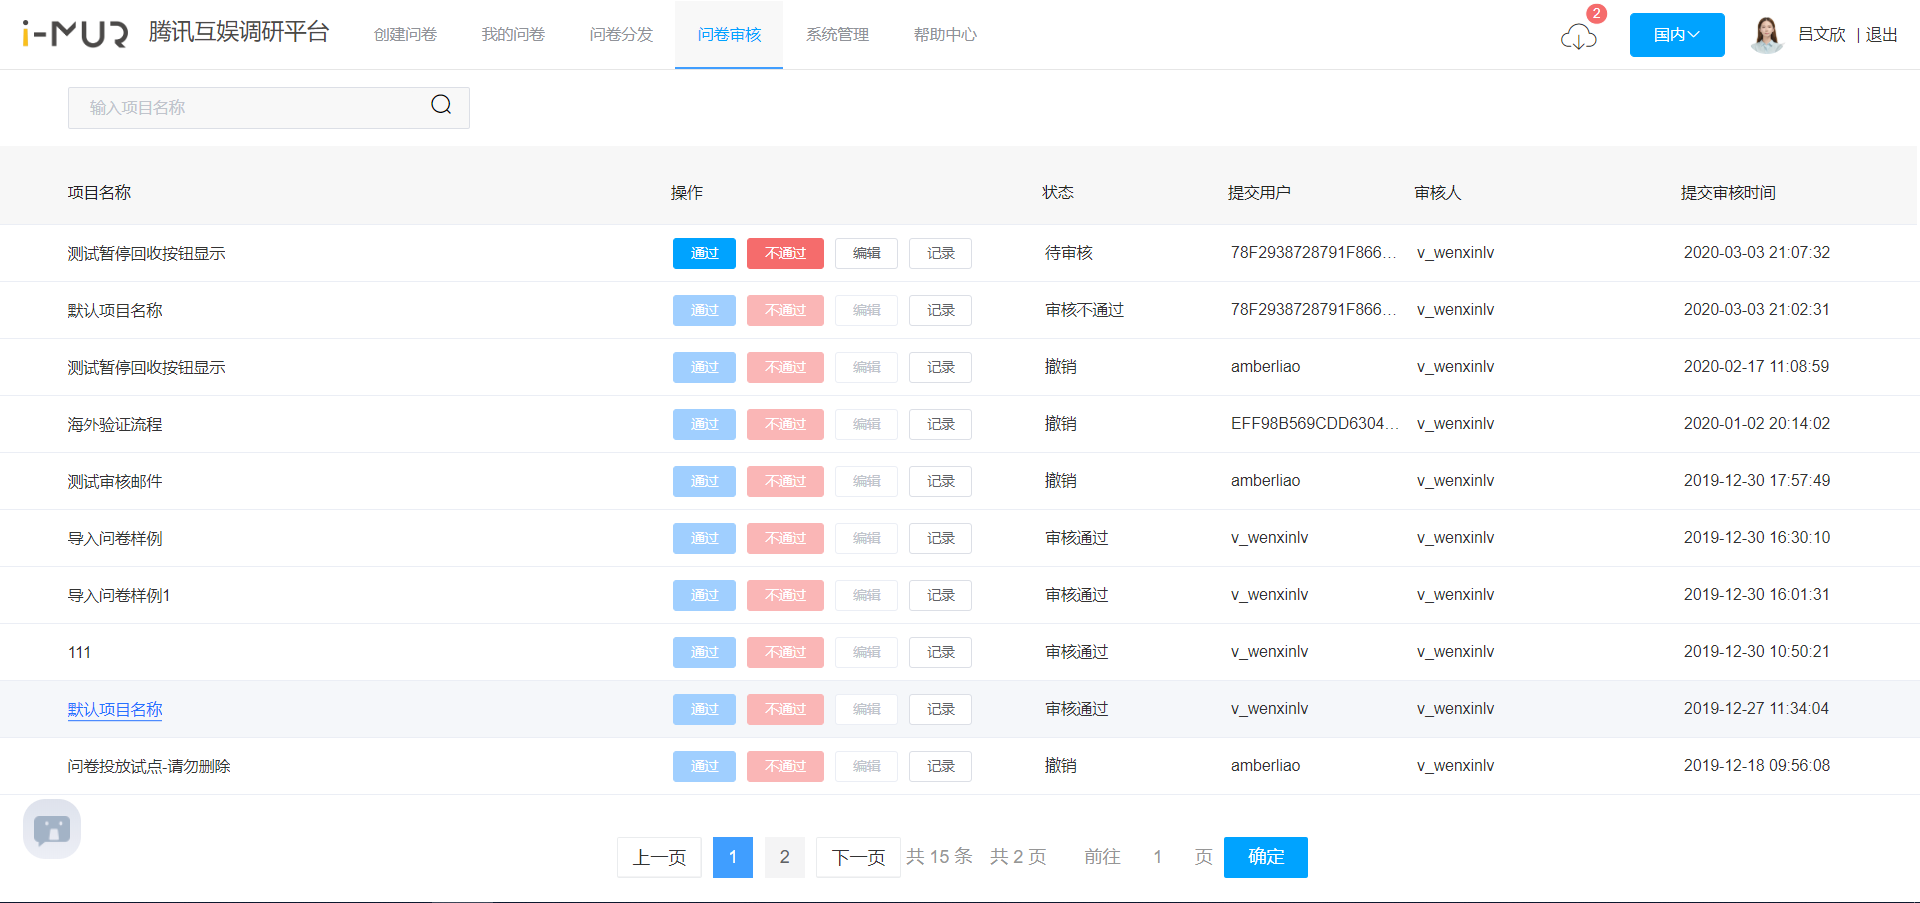 i-MUR 腾讯互娱调研平台 创建问卷 我的问卷 问卷分发 问卷审核 系统管理 帮助中心 2 国内 吕文欣 | 退出
输入项目名称
项目名称 操作 状态 提交用户 审核人 提交审核时间
测试暂停回收按钮显示 通过 不通过 编辑 记录 待审核 78F2938728791F866... v_wenxinlv 2020-03-03 21:07:32
默认项目名称 通过 不通过 编辑 记录 审核不通过 78F2938728791F866... v_wenxinlv 2020-03-03 21:02:31
测试暂停回收按钮显示 通过 不通过 编辑 记录 撤销 amberliao v_wenxinlv 2020-02-17 11:08:59
海外验证流程 通过 不通过 编辑 记录 撤销 EFF98B569CDD6304... v_wenxinlv 2020-01-02 20:14:02
测试审核邮件 通过 不通过 编辑 记录 撤销 amberliao v_wenxinlv 2019-12-30 17:57:49
导入问卷样例 通过 不通过 编辑 记录 审核通过 v_wenxinlv v_wenxinlv 2019-12-30 16:30:10
导入问卷样例1 通过 不通过 编辑 记录 审核通过 v_wenxinlv v_wenxinlv 2019-12-30 16:01:31
111 通过 不通过 编辑 记录 审核通过 v_wenxinlv v_wenxinlv 2019-12-30 10:50:21
默认项目名称 通过 不通过 编辑 记录 审核通过 v_wenxinlv v_wenxinlv 2019-12-27 11:34:04
问卷投放试点-请勿删除 通过 不通过 编辑 记录 撤销 amberliao v_wenxinlv 2019-12-18 09:56:08
上一页 1 2 下一页 共 15 条 共 2 页 前往 1 页 确定